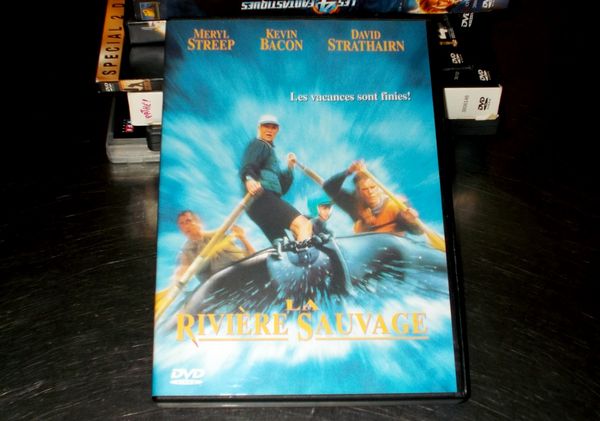 LES 4 FANTASTIQUES
SPECIAL 2 D
DVD
MERYL STREEP
KEVIN BACON
DAVID STRATHAIRN
Les vacances sont finies!
LA
RIVIÈRE SAUVAGE
DVD